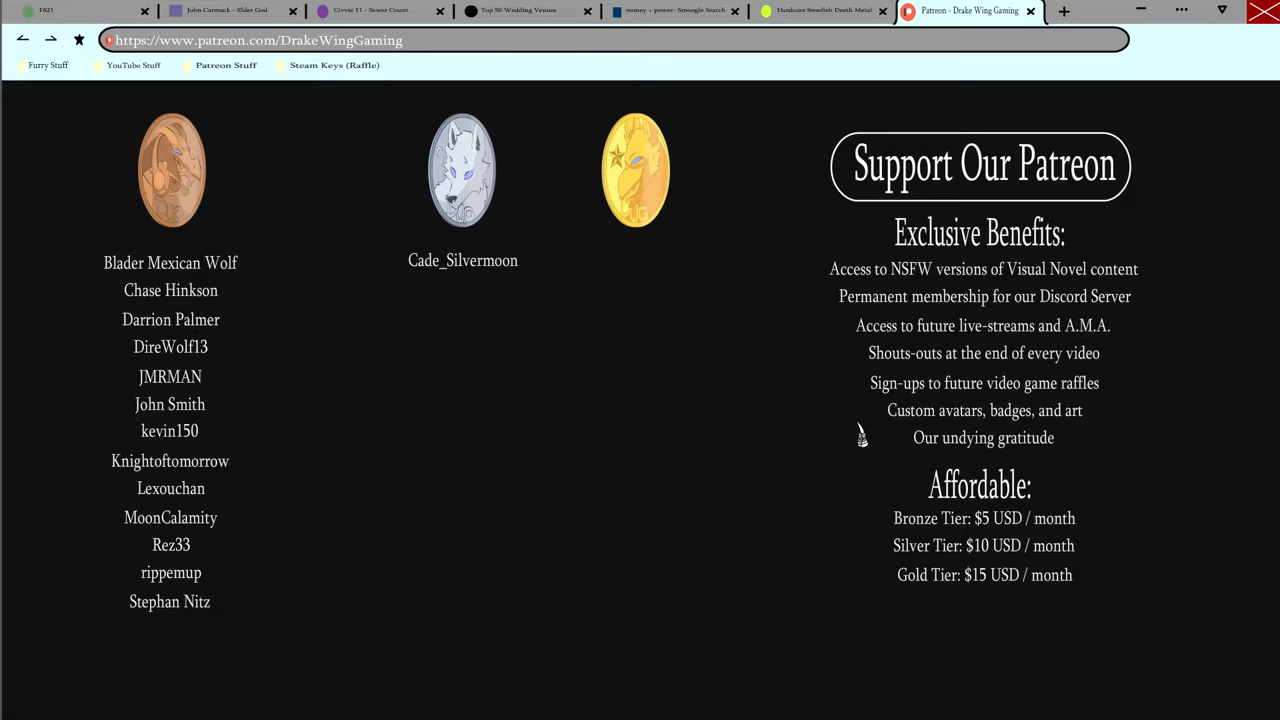 F621
John Carmack - Elder God
Civvie 11 - Sewer Count
Top 50 Wedding Venues
money + power- Smoogle Search
Hardcore Swedish Death Metal
Patreon - Drake Wing Gaming
https://www.patreon.com/DrakeWingGaming
Furry Stuff
YouTube Stuff
Patreon Stuff
Steam Keys (Raffle)
Blader Mexican Wolf
Chase Hinkson
Darrion Palmer
DireWolf13
JMRMAN
John Smith
kevin150
Knightoftomorrow
Lexouchan
MoonCalamity
Rez33
rippemup
Stephan Nitz
Cade_Silvermoon
Support Our Patreon
Exclusive Benefits:
Access to NSFW versions of Visual Novel content
Permanent membership for our Discord Server
Access to future live-streams and A.M.A.
Shouts-outs at the end of every video
Sign-ups to future video game raffles
Custom avatars, badges, and art
Our undying gratitude
Affordable:
Bronze Tier: $5 USD / month
Silver Tier: $10 USD / month
Gold Tier: $15 USD / month